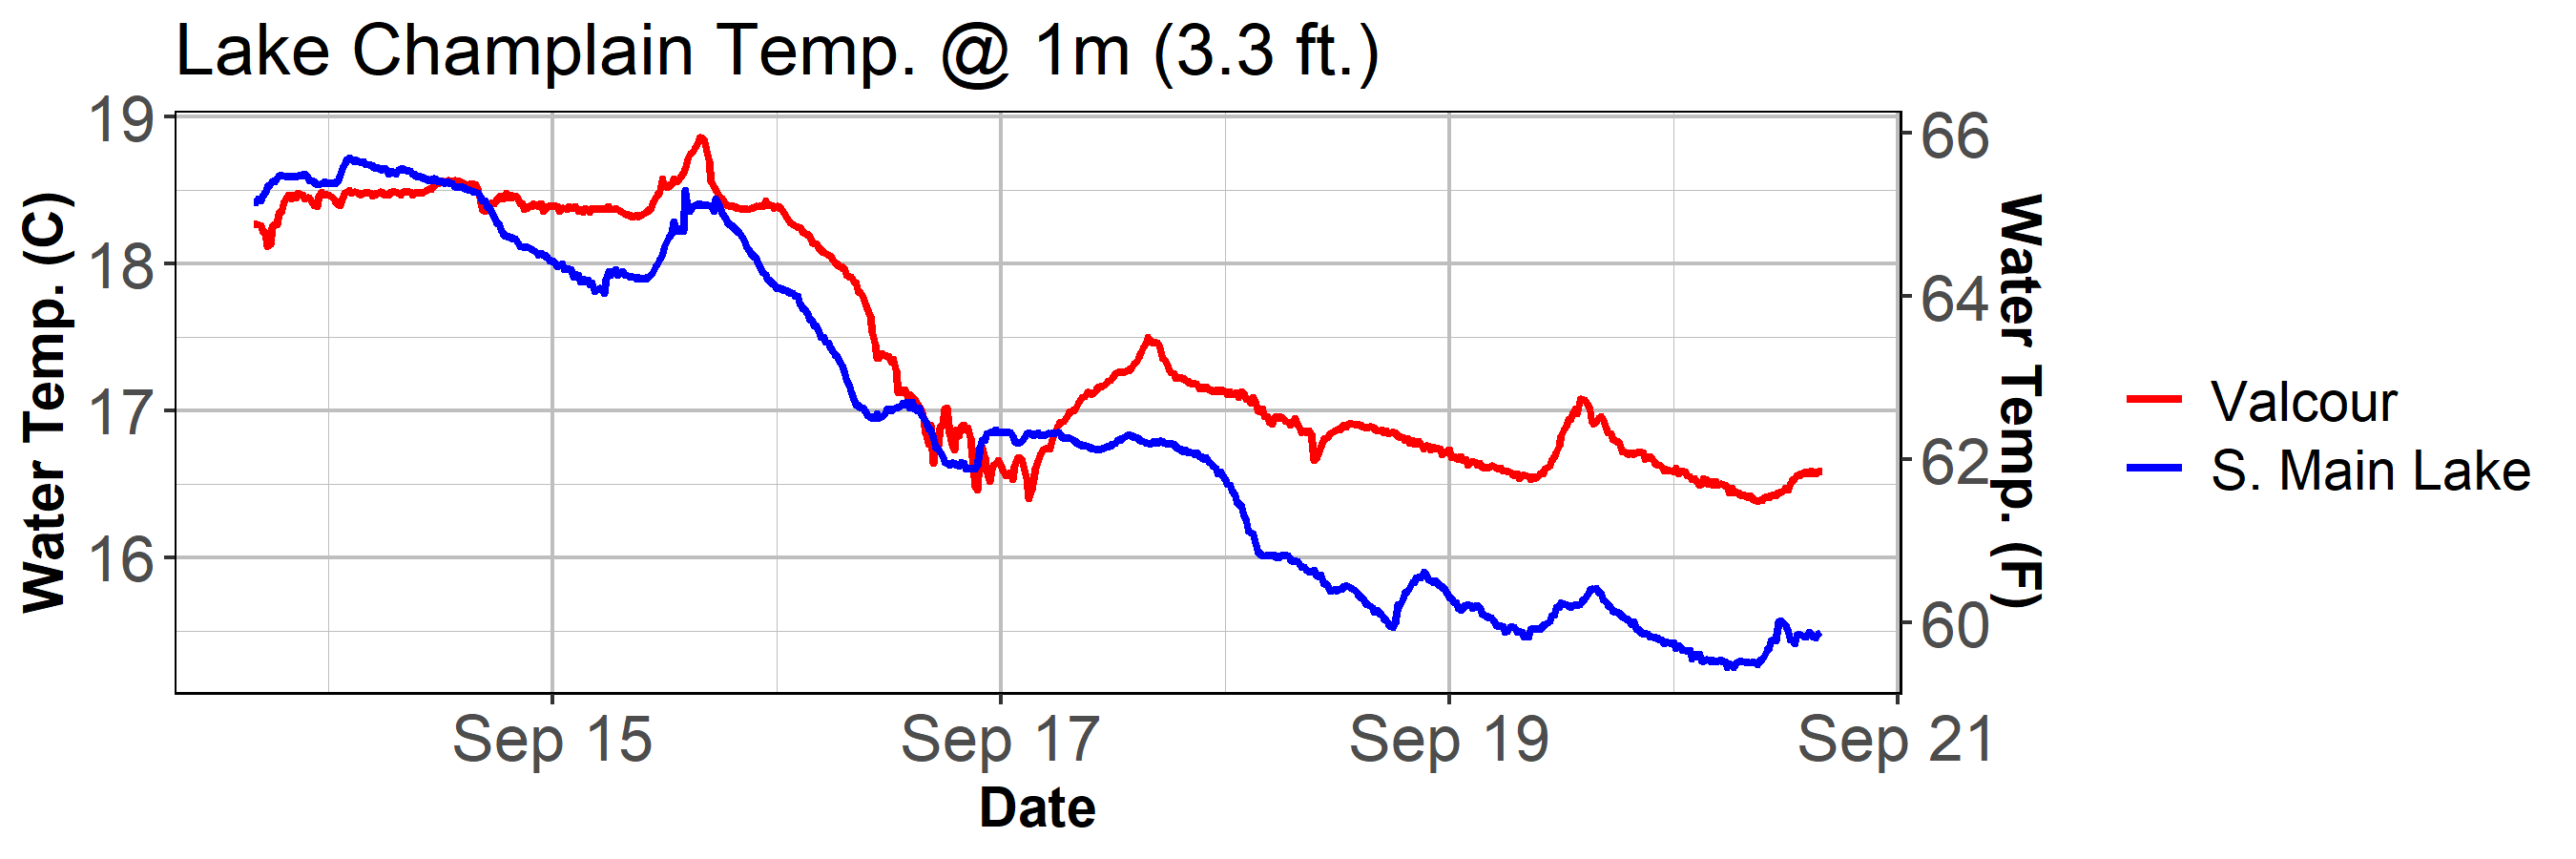 Lake Champlain Temp. @ 1m (3.3 ft.)
Water Temp. (C)
19
18
17
16
66
64
62
60
Water Temp. (F)
Sep 15
Sep 17
Sep 19
Sep 21
Date
Valcour
S. Main Lake